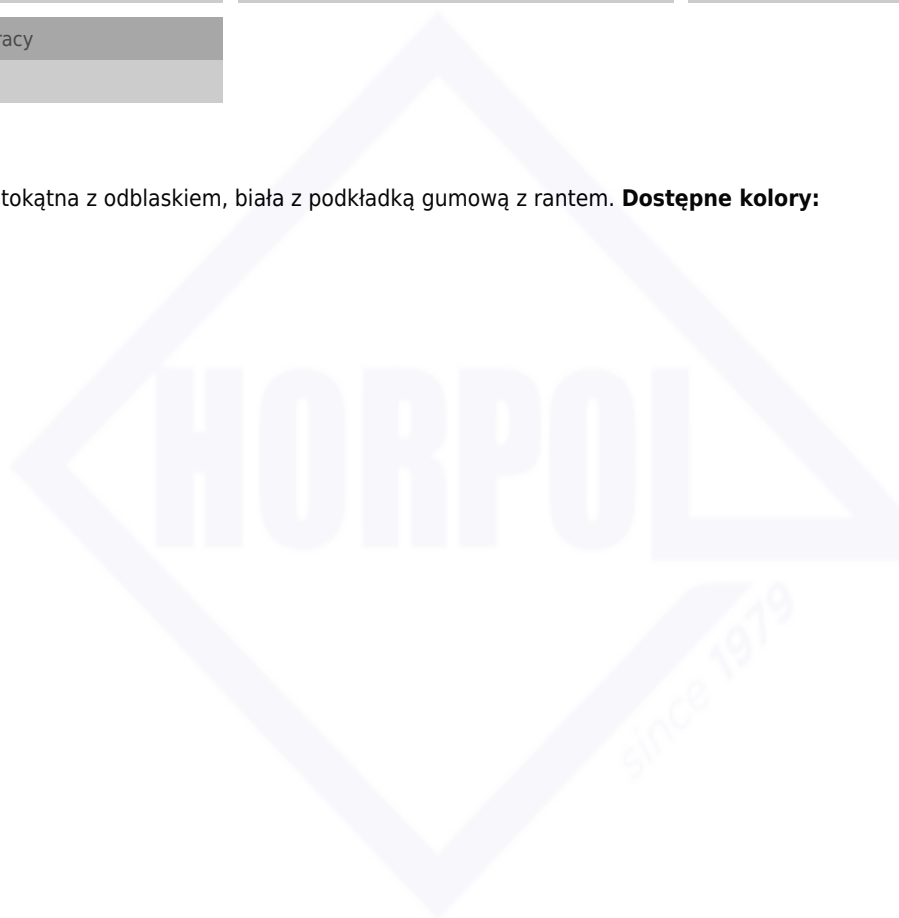 racy
tokątna z odblaskiem, biała z podkładką gumową z rantem. Dostępne kolory:
HORPOL
since 1979